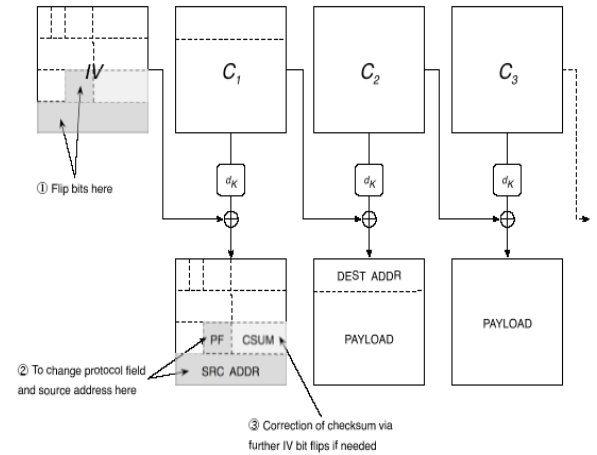 IV
C1
C2
C3
dK
dK
dK
① Flip bits here
DEST ADDR
PF
CSUM
PAYLOAD
PAYLOAD
SRC ADDR
② To change protocol field
and source address here
③ Correction of checksum via
further IV bit flips if needed